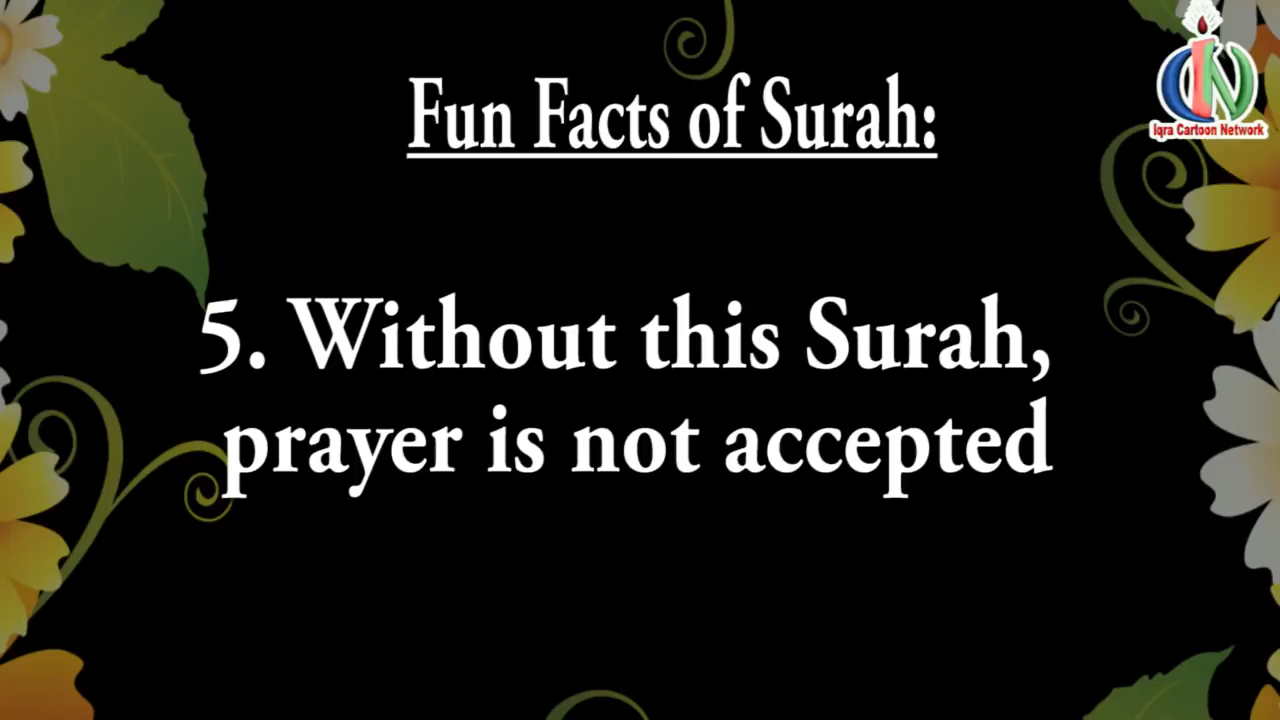 Fun Facts of Surah:
5. Without this Surah,
prayer is not accepted
Iqra Cartoon Network